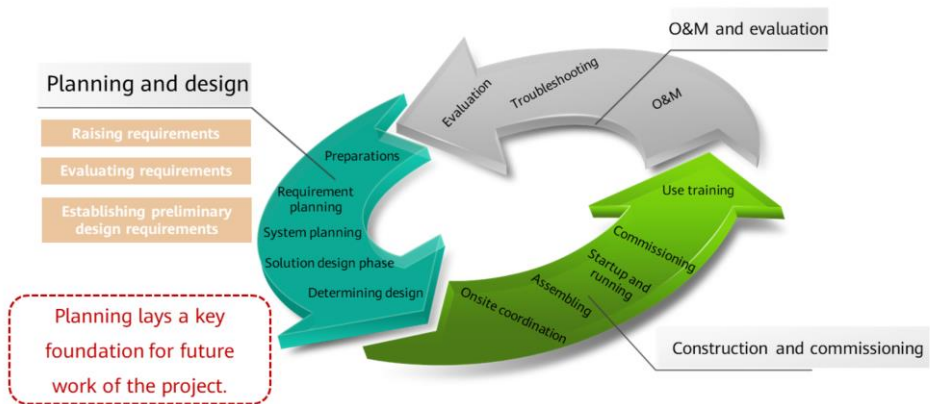 O&M and evaluation
Planning and design
Raising requirements
Evaluating requirements
Establishing preliminary
design requirements
Planning lays a key
foundation for future
work of the project.
Preparations
Requirement
planning
System planning
Solution design phase
Determining design
Evaluation
Troubleshooting
O&M
Use training
Commissioning
Startup and
running
Assembling
Onsite coordination
Construction and commissioning